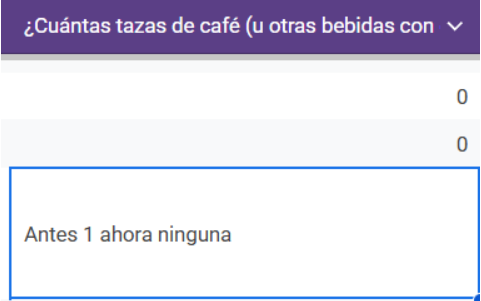 ¿Cuántas tazas de café (u otras bebidas con
0
0
Antes 1 ahora ninguna